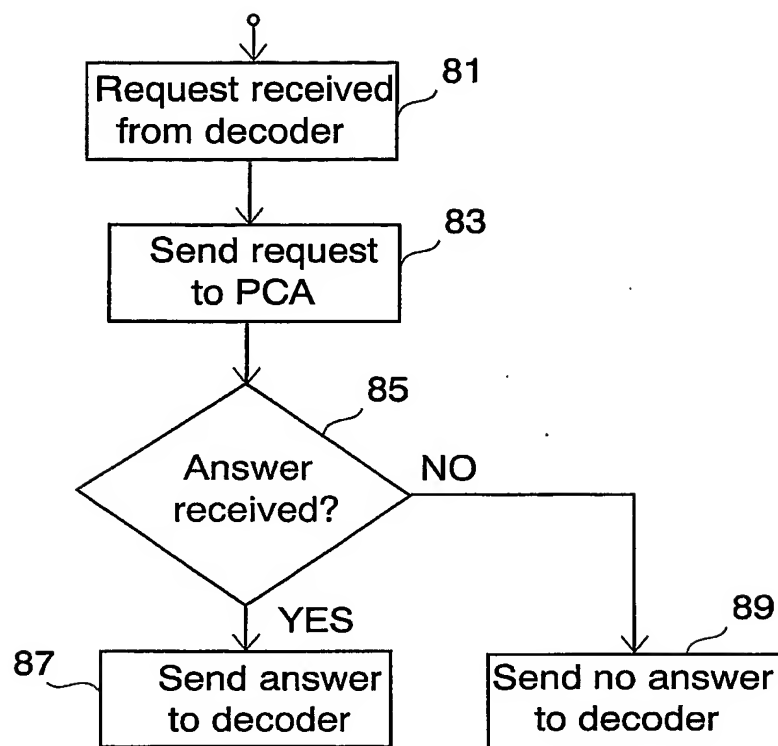 Request received
from decoder
81
Send request
to PCA
83
85
Answer
received?
NO
YES
87
Send answer
to decoder
89
Send no answer
to decoder